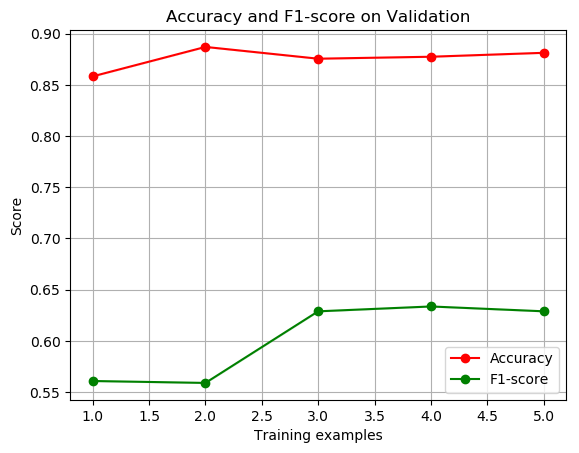 Accuracy and F1-score on Validation
0.90
0.85
0.80
0.75
0.70
0.65
0.60
0.55
Score
1.0 1.5 2.0 2.5 3.0 3.5 4.0 4.5 5.0
Training examples
Accuracy
F1-score